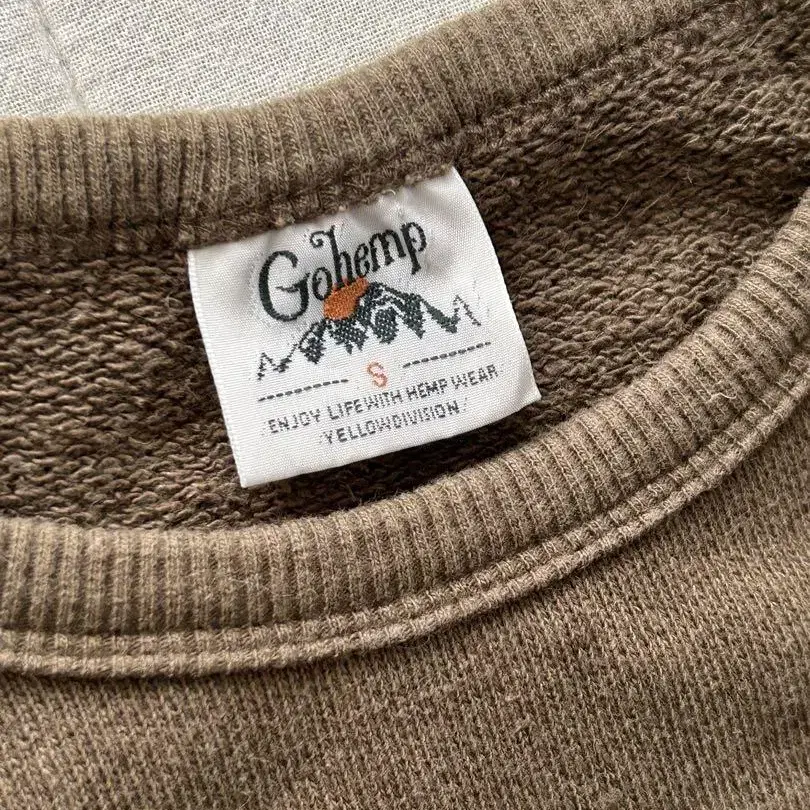 Gohemp
S
ENJOY LIFE WITH HEMP WEAR
YELLOWDIVISION